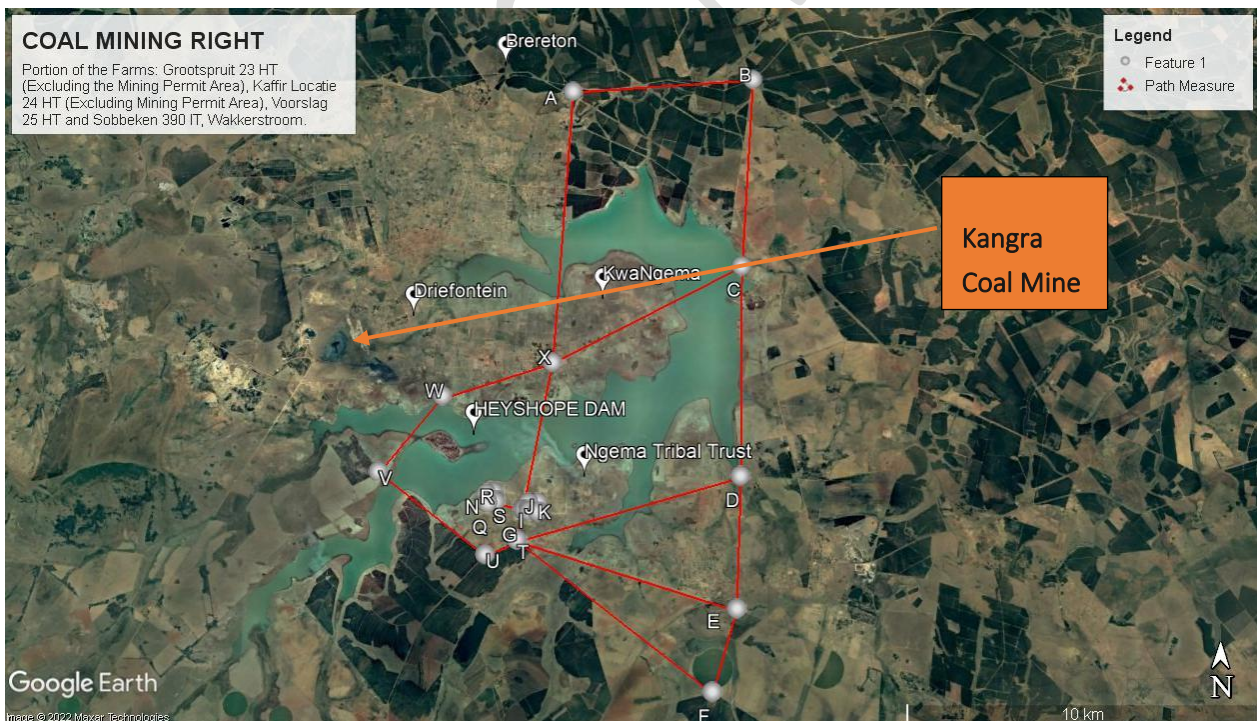 COAL MINING RIGHT
Portion of the Farms: Grootspruit 23 HT
(Excluding the Mining Permit Area), Kaffir Locatie
24 HT (Excluding Mining Permit Area), Voorslag
25 HT and Sobbeken 390 IT, Wakkerstroom.
Legend
Feature 1
Path Measure
Brereton
A
B
Kangra
Coal Mine
KwaNgema
C
Driefontein
X
W
HEYSHOPE DAM
Ngema Tribal Trust
V
D
R
N
S
J
K
I
Q
G
T
U
E
F
N
Google Earth
Image © 2022 Maxar Technologies
10 km